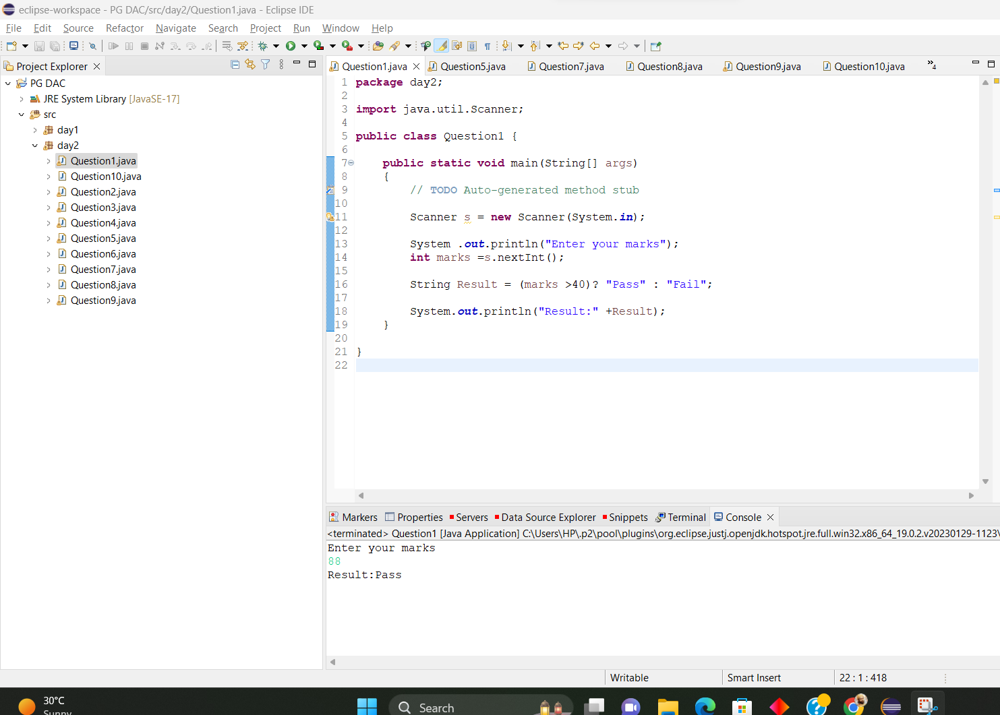 eclipse-workspace - PG DAC/src/day2/Question1.java - Eclipse IDE
File Edit Source Refactor Navigate Search Project Run Window Help
Project Explorer
PG DAC
JRE System Library [JavaSE-17]
src
day1
day2
Question1.java
Question10.java
Question2.java
Question3.java
Question4.java
Question5.java
Question6.java
Question7.java
Question8.java
Question9.java
Question1.java Question5.java Question7.java Question8.java Question9.java Question10.java »4
1 package day2;
2
3 import java.util.Scanner;
4
5 public class Question1 {
6
7 public static void main(String[] args)
8 {
9 // TODO Auto-generated method stub
10
11 Scanner s = new Scanner(System.in);
12
13 System .out.println("Enter your marks");
14 int marks =s.nextInt();
15
16 String Result = (marks >40)? "Pass" : "Fail";
17
18 System.out.println("Result:" +Result);
19 }
20
21 }
22
Markers Properties Servers Data Source Explorer Snippets Terminal Console
<terminated> Question1 [Java Application] C:\Users\HP\.p2\pool\plugins\org.eclipse.justj.openjdk.hotspot.jre.full.win32.x86_64_19.0.2.v20230129-1123\
Enter your marks
88
Result:Pass
Writable Smart Insert 22 : 1 : 418
30°C
Sunny
Search